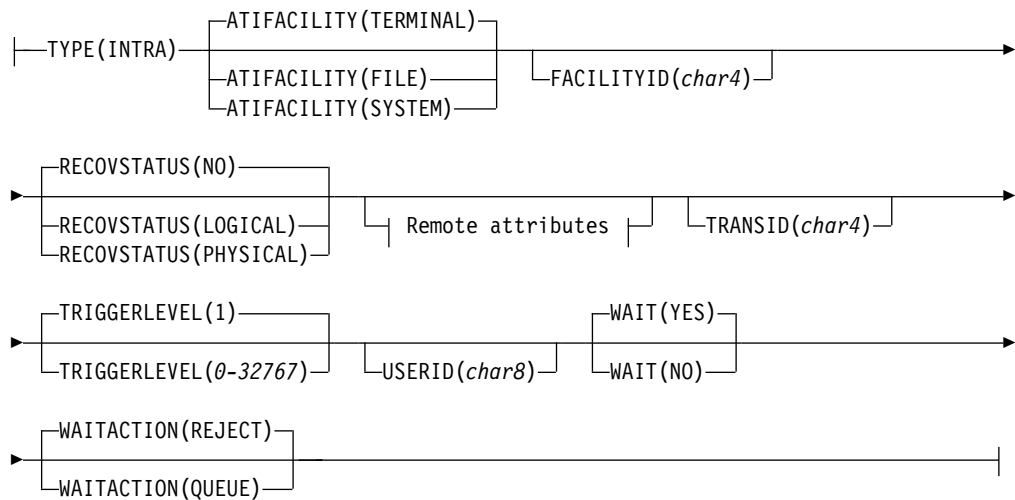 ATIFACILITY(TERMINAL)
TYPE(INTRA)
ATIFACILITY(FILE)
FACILITYID(char4)
ATIFACILITY(SYSTEM)
RECOVSTATUS(NO)
RECOVSTATUS(LOGICAL)
Remote attributes
TRANSID(char4)
RECOVSTATUS(PHYSICAL)
TRIGGERLEVEL(1)
WAIT(YES)
TRIGGERLEVEL(0-32767)
USERID(char8)
WAIT(NO)
WAITACTION(REJECT)
WAITACTION(QUEUE)